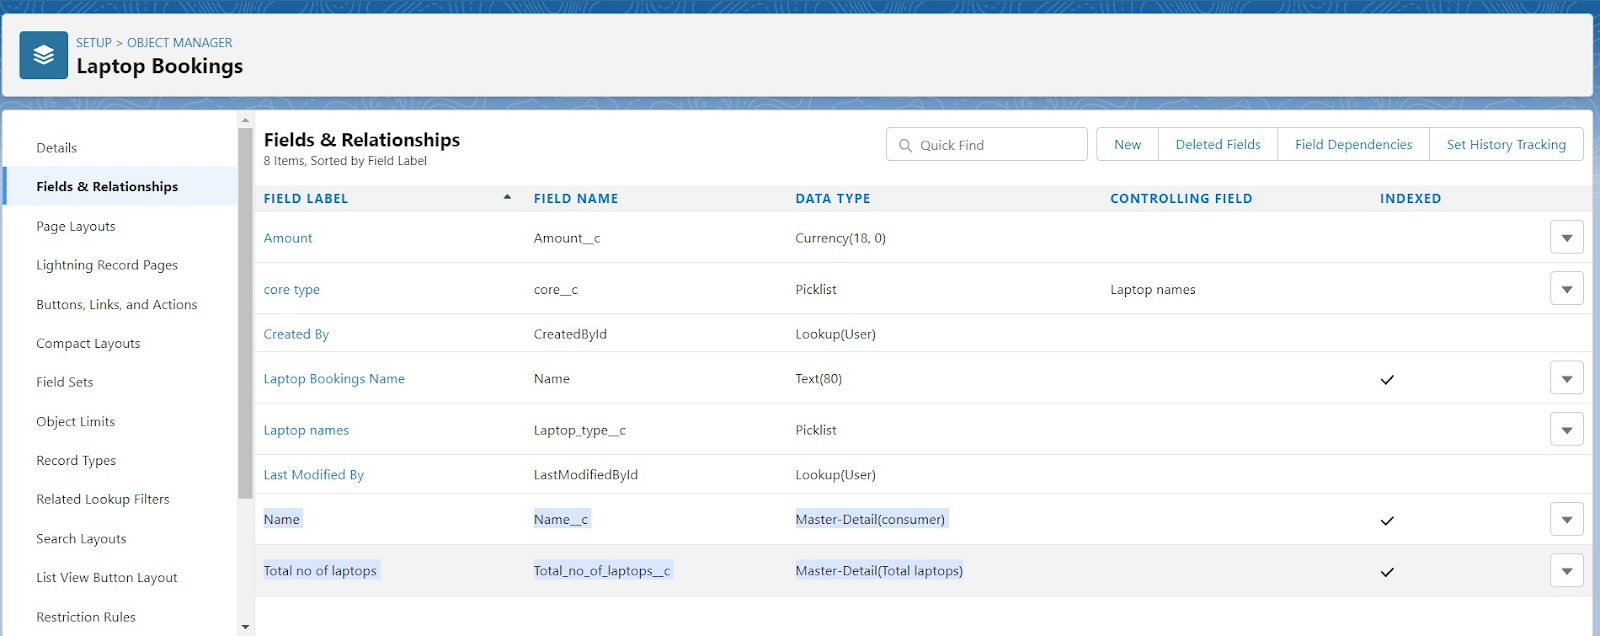 SETUP > OBJECT MANAGER
Laptop Bookings
Details
Fields & Relationships
Page Layouts
Lightning Record Pages
Buttons, Links, and Actions
Compact Layouts
Field Sets
Object Limits
Record Types
Related Lookup Filters
Search Layouts
List View Button Layout
Restriction Rules
Fields & Relationships
8 Items, Sorted by Field Label
Quick Find
New
Deleted Fields
Field Dependencies
Set History Tracking
FIELD LABEL FIELD NAME DATA TYPE CONTROLLING FIELD INDEXED
Amount Amount__c Currency(18, 0)
core type core__c Picklist Laptop names
Created By CreatedById Lookup(User)
Laptop Bookings Name Name Text(80)
Laptop names Laptop_type__c Picklist
Last Modified By LastModifiedById Lookup(User)
Name Name__c Master-Detail(consumer)
Total no of laptops Total_no_of_laptops__c Master-Detail(Total laptops)